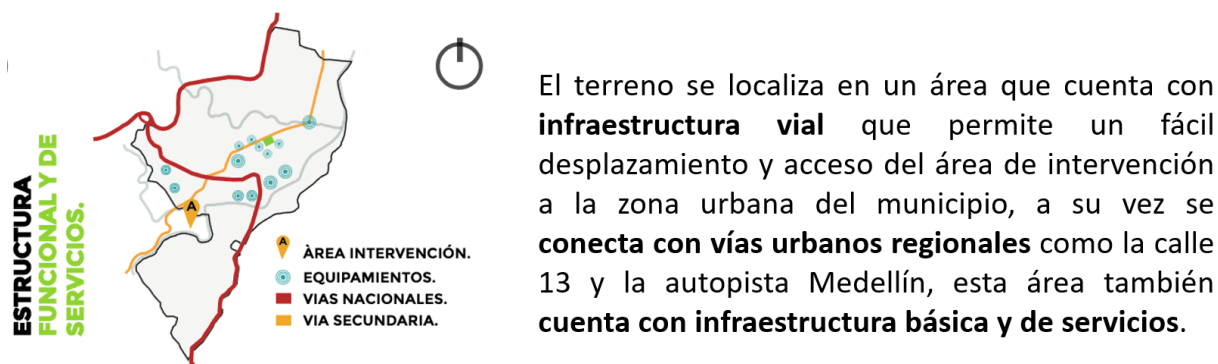 ESTRUCTURA
FUNCIONAL Y DE
SERVICIOS.
A
A
ÀREA INTERVENCIÓN.
EQUIPAMIENTOS.
VIAS NACIONALES.
VIA SECUNDARIA.
El terreno se localiza en un área que cuenta con
infraestructura vial que permite un fácil
desplazamiento y acceso del área de intervención
a la zona urbana del municipio, a su vez se
conecta con vías urbanos regionales como la calle
13 y la autopista Medellín, esta área también
cuenta con infraestructura básica y de servicios.